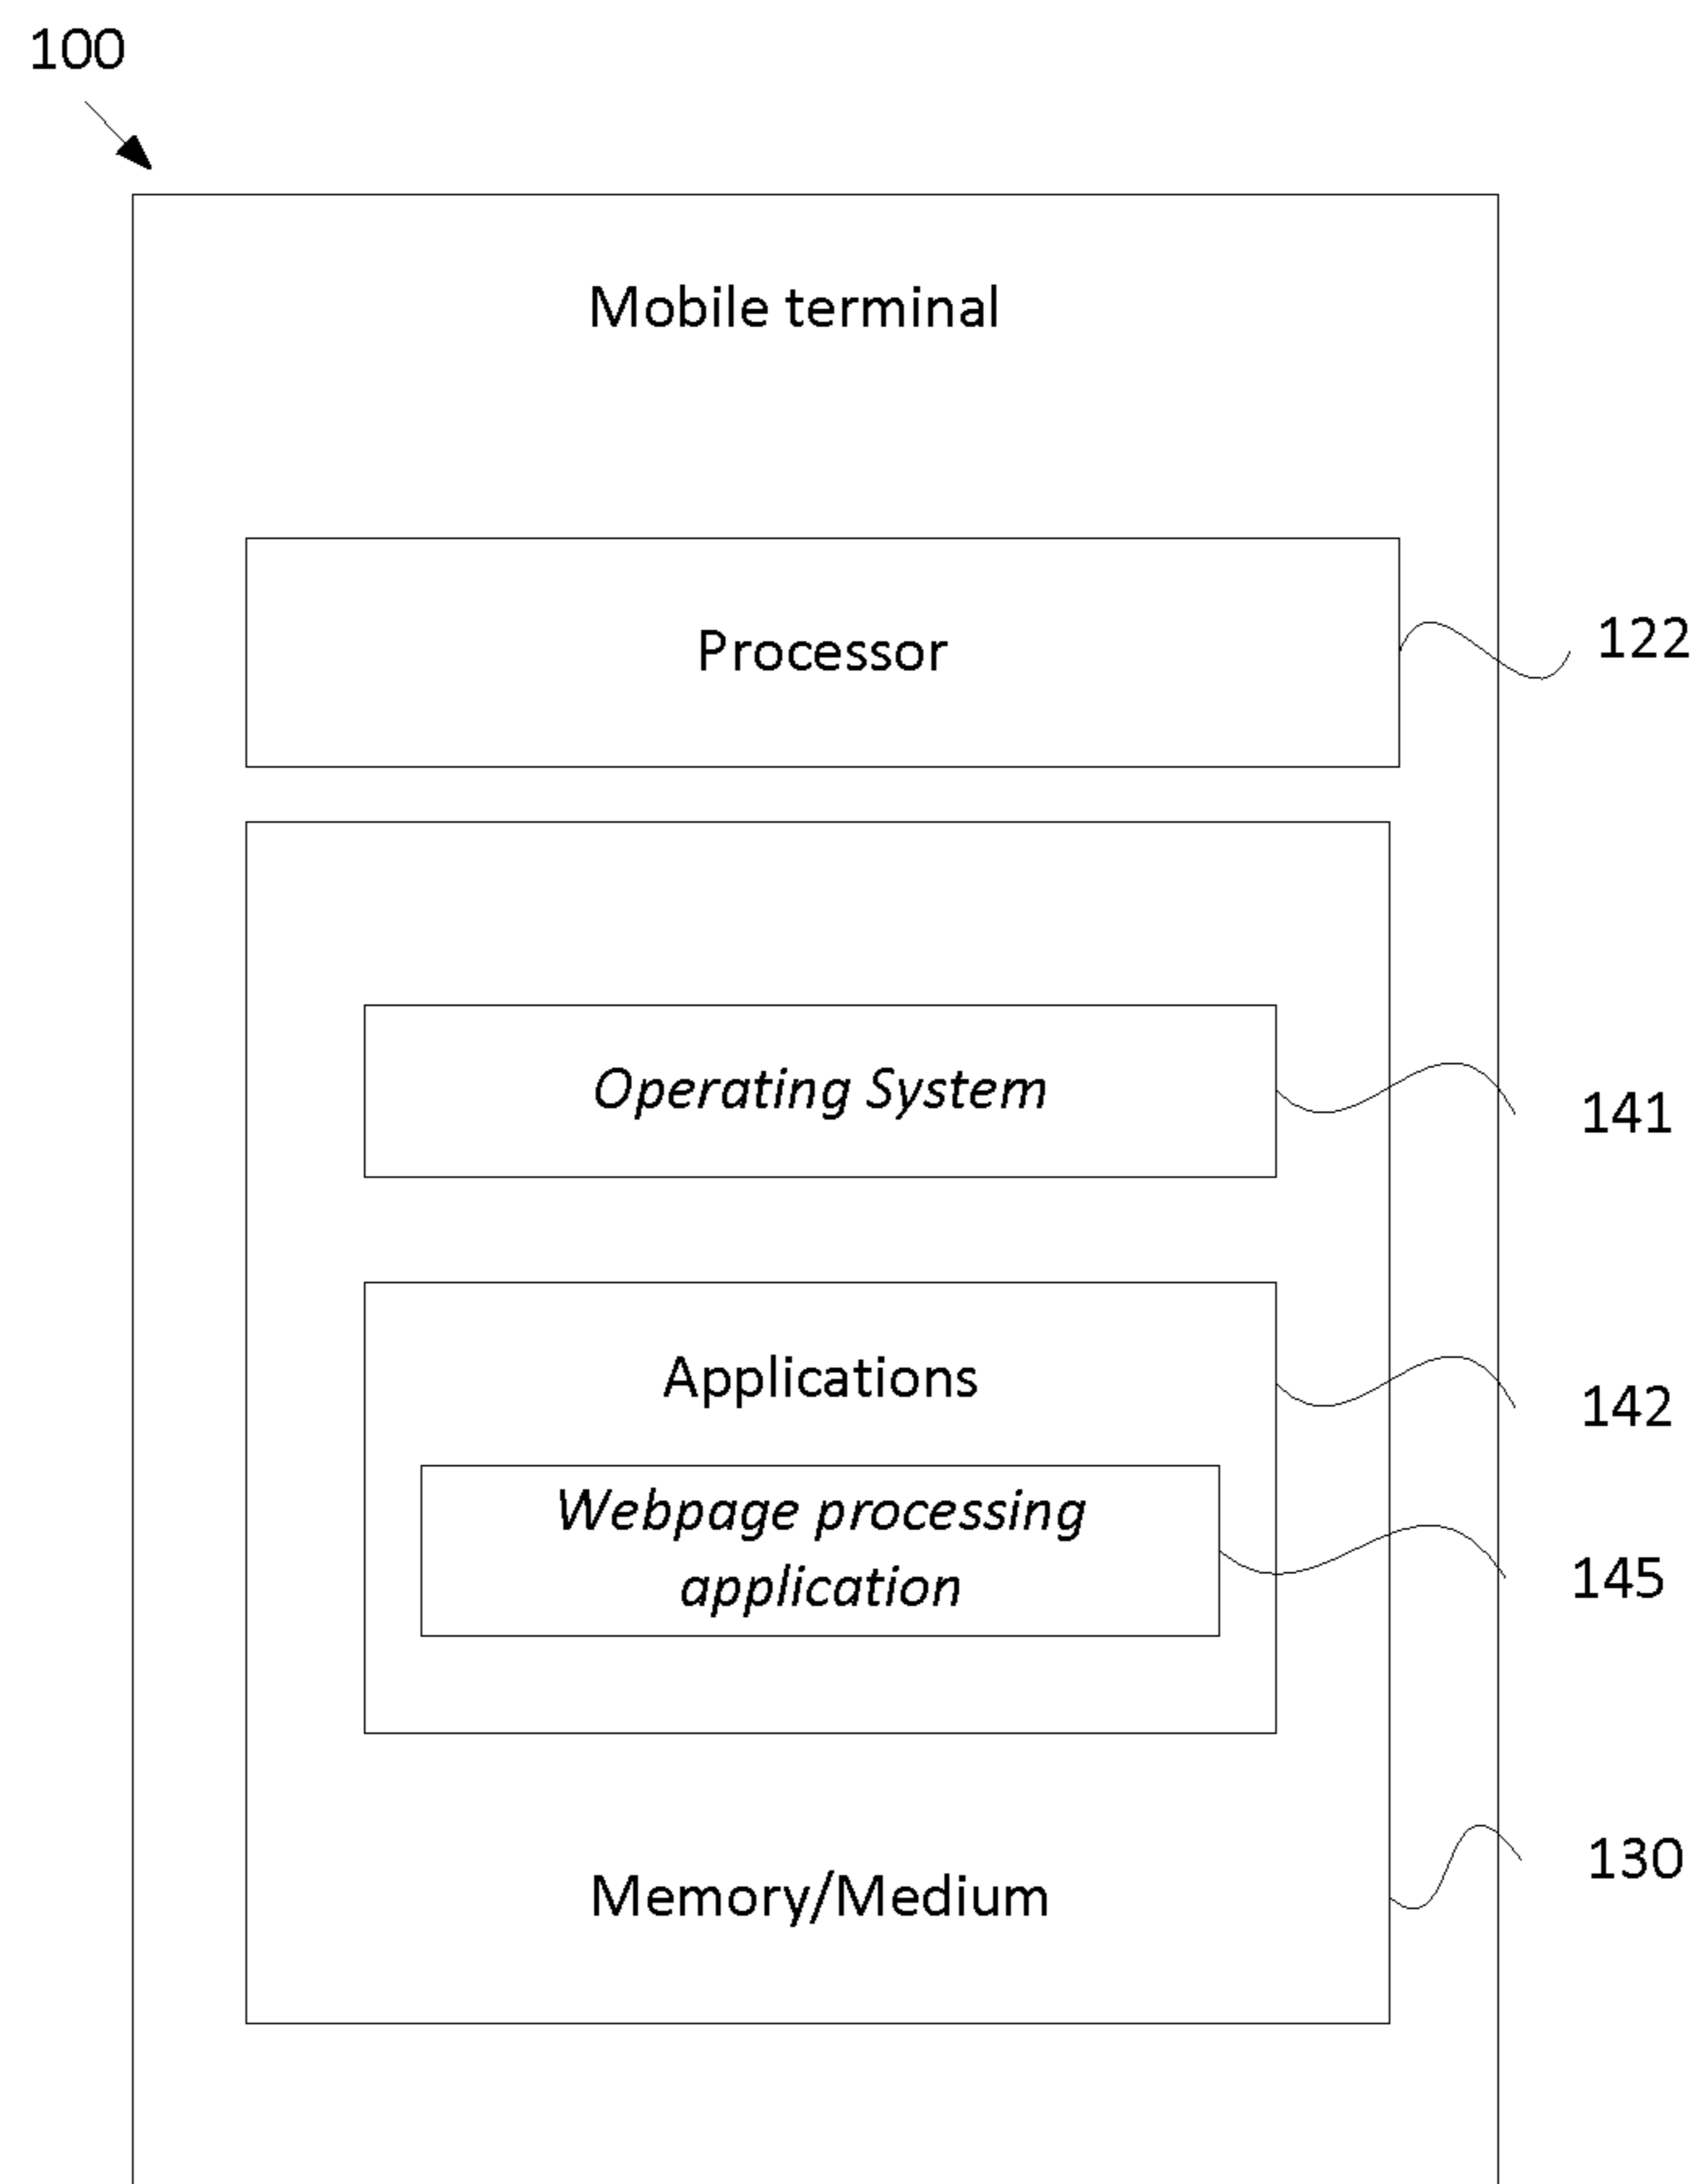 100
Mobile terminal
Processor
122
Operating System
141
Applications
142
Webpage processing
application
145
130
Memory/Medium